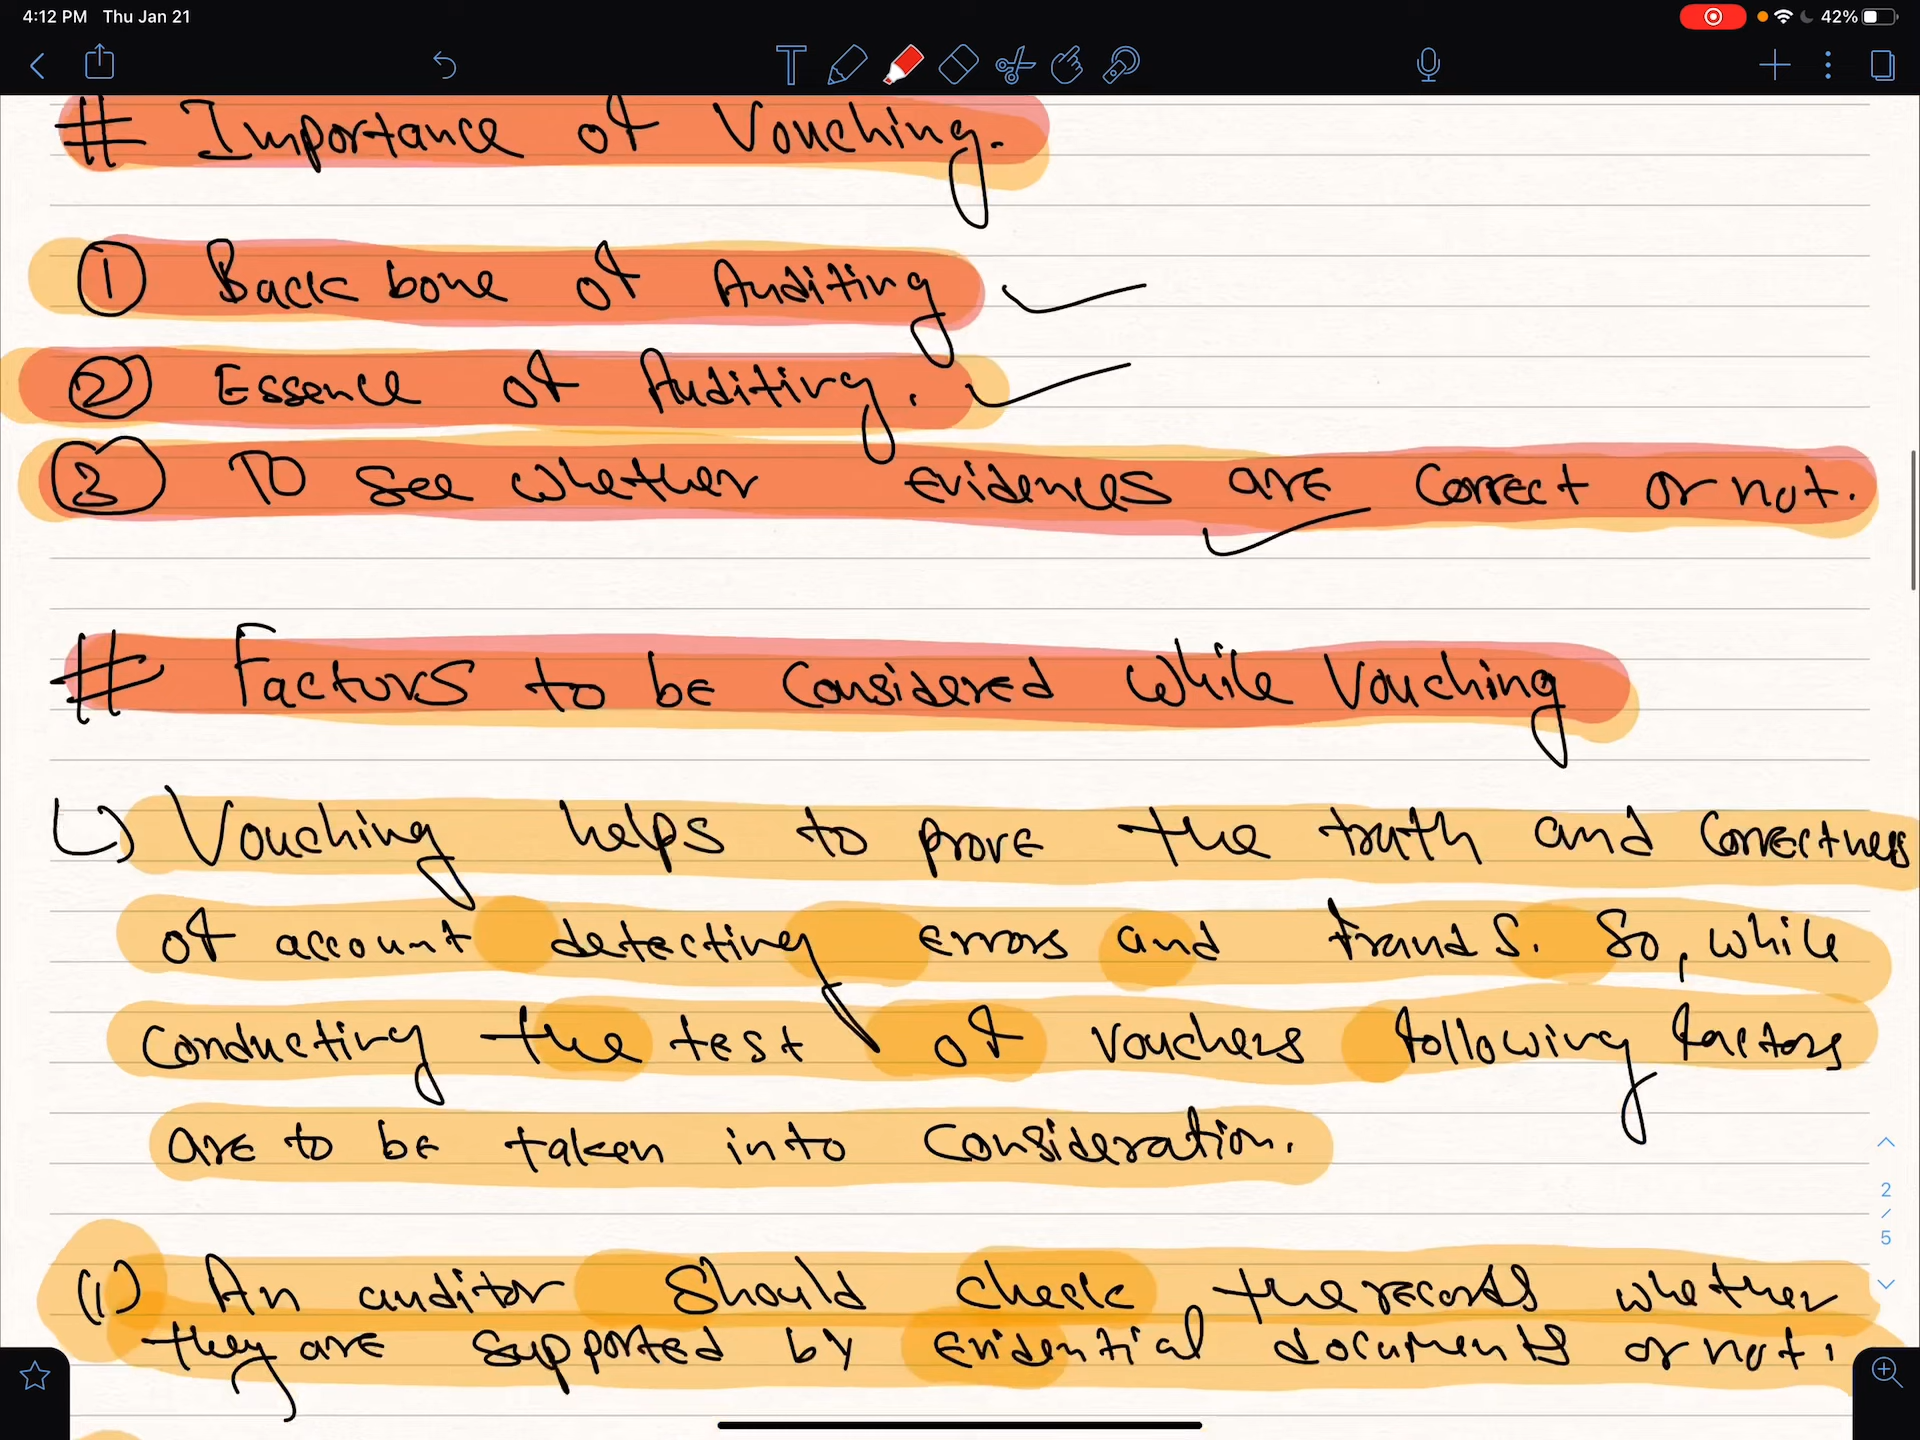 4:12 PM Thu Jan 21
42%
# Importance of Vouching.
① Back bone of Auditing
② Essence of Auditing.
③ To see whether evidences are correct or not.
# Factors to be Considered while Vouching
↳ Vouching helps to prove the truth and correctness
of account detecting errors and frauds. So, while
conducting the test of vouchers following factors
are to be taken into consideration.
2
/
5
(i) An auditor should check the records whether
they are supported by evidential documents or not.